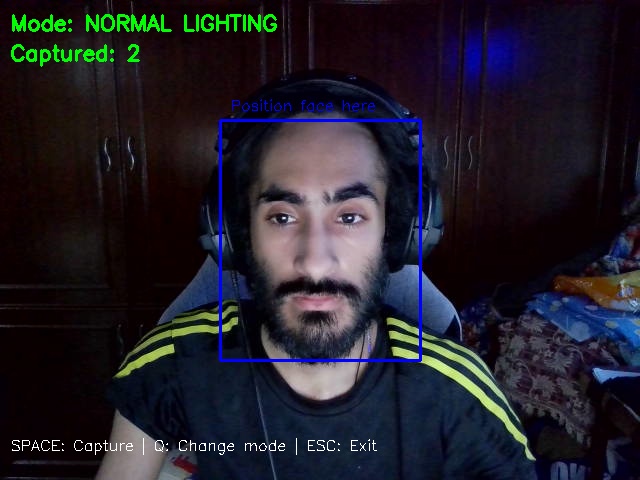 Mode: NORMAL LIGHTING
Captured: 2
Position face here
SPACE: Capture | Q: Change mode | ESC: Exit